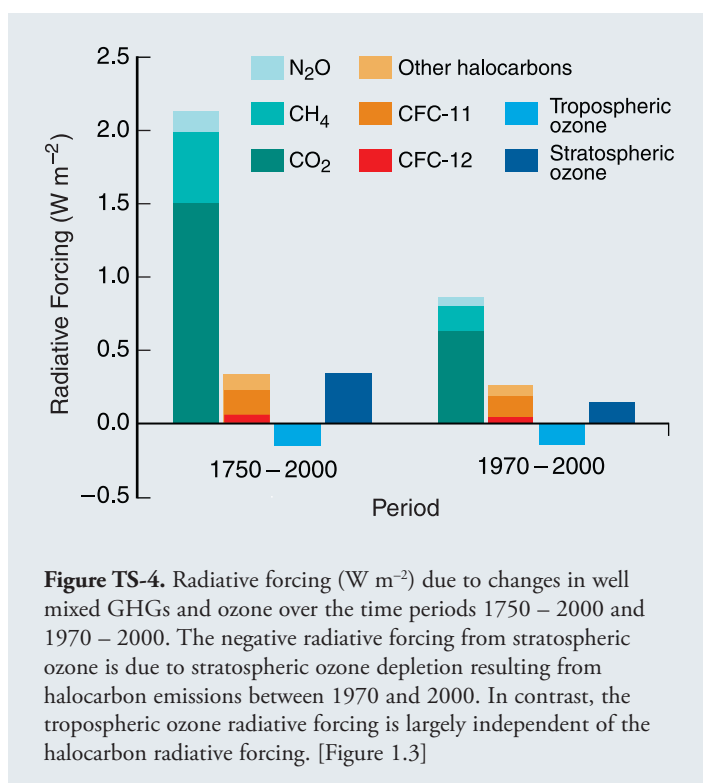 2.5
2.0
1.5
1.0
0.5
0.0
−0.5
Radiative Forcing (W m−2)
N2O
CH4
CO2
Other halocarbons
CFC-11
CFC-12
Tropospheric
ozone
Stratospheric
ozone
1750 – 2000
1970 – 2000
Period
Figure TS-4. Radiative forcing (W m–2) due to changes in well
mixed GHGs and ozone over the time periods 1750 – 2000 and
1970 – 2000. The negative radiative forcing from stratospheric
ozone is due to stratospheric ozone depletion resulting from
halocarbon emissions between 1970 and 2000. In contrast, the
tropospheric ozone radiative forcing is largely independent of the
halocarbon radiative forcing. [Figure 1.3]